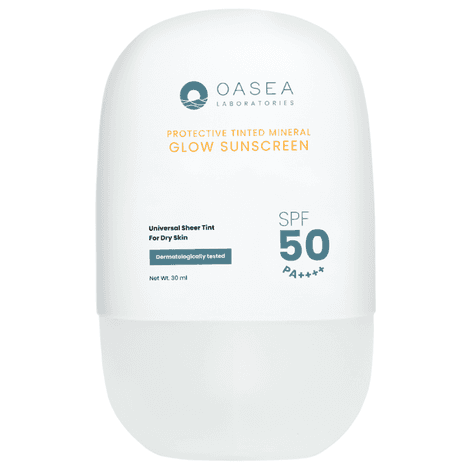 OASEA
LABORATORIES
PROTECTIVE TINTED MINERAL
GLOW SUNSCREEN
Universal Sheer Tint
For Dry Skin
Dermatologically tested
Net Wt. 30 ml
SPF
50
PA++++